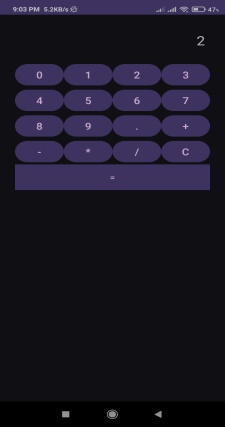 9:03 PM 5.2KB/s 47%
2
0 1 2 3
4 5 6 7
8 9 . +
- * / C
=